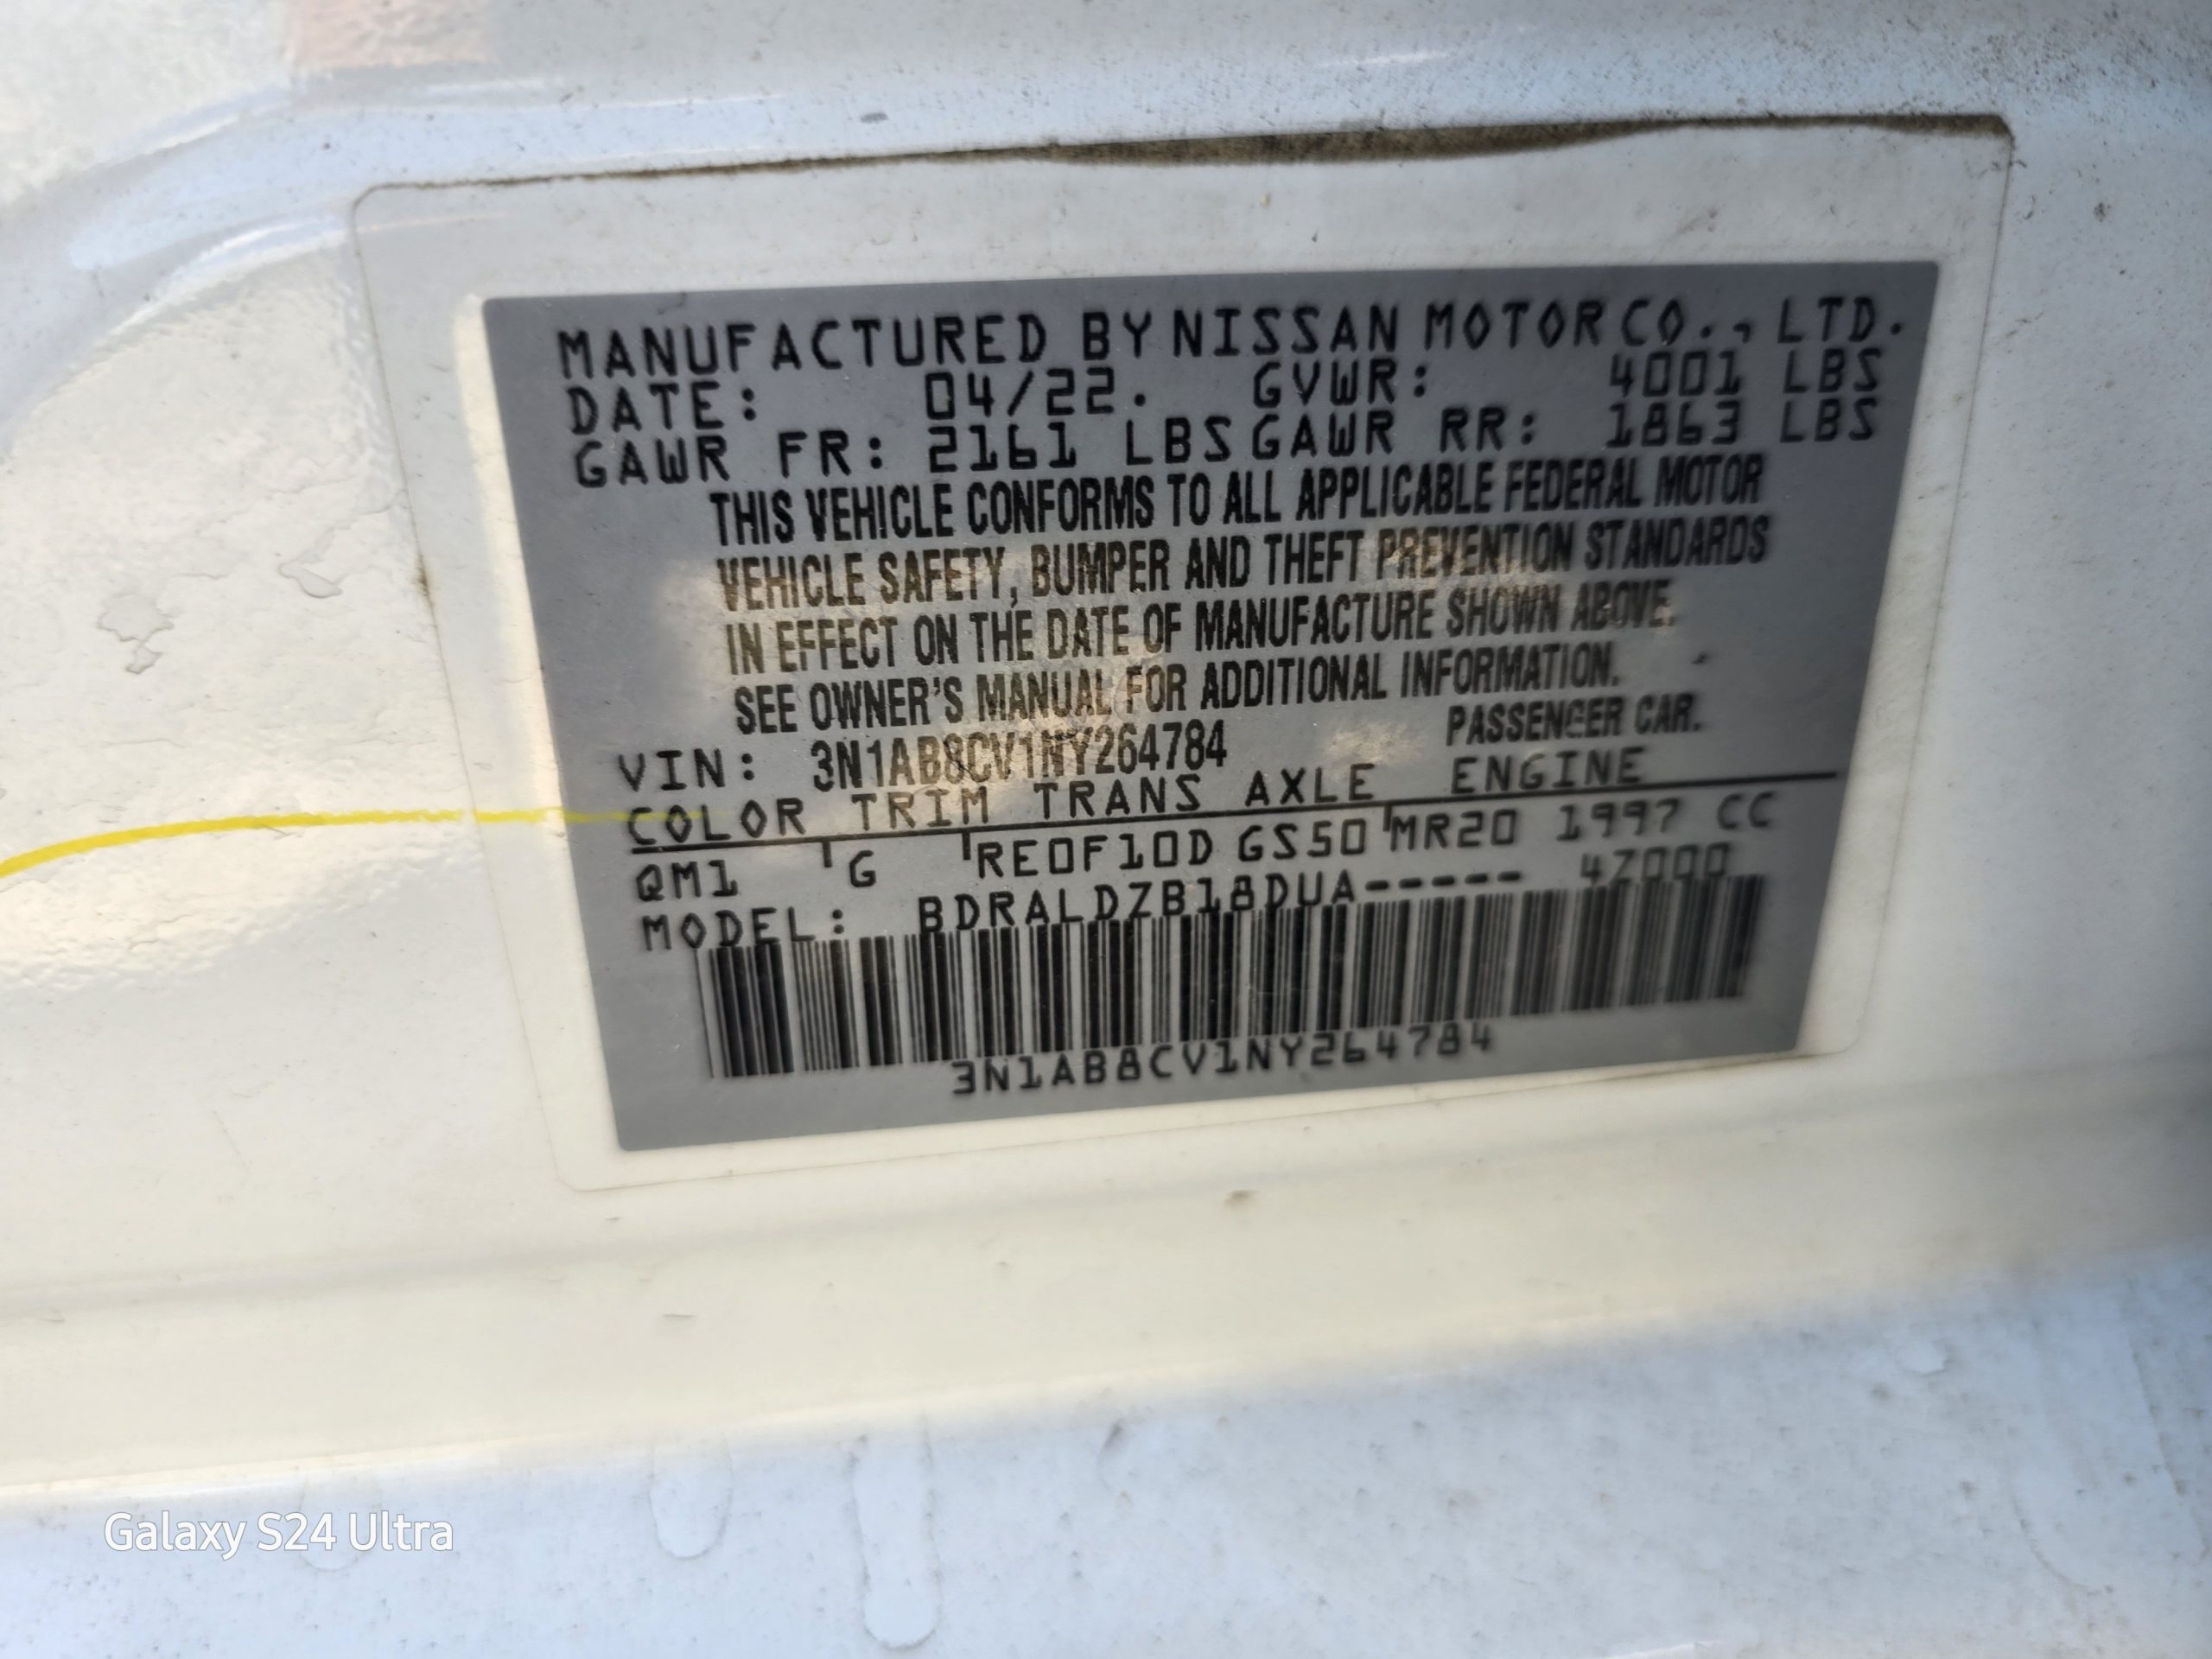 MANUFACTURED BY NISSAN MOTOR CO., LTD.
DATE: 04/22. GVWR: 4001 LBS
GAWR FR: 2161 LBS GAWR RR: 1863 LBS
THIS VEHICLE CONFORMS TO ALL APPLICABLE FEDERAL MOTOR
VEHICLE SAFETY, BUMPER AND THEFT PREVENTION STANDARDS
IN EFFECT ON THE DATE OF MANUFACTURE SHOWN ABOVE.
SEE OWNER'S MANUAL FOR ADDITIONAL INFORMATION.
PASSENGER CAR.
VIN: 3N1AB8CV1NY264784
COLOR TRIM TRANS AXLE ENGINE
QM1 G RE0F10D GS50 MR20 1997 CC
MODEL: BDRALDZB18DUA----- 4Z000
3N1AB8CV1NY264784
Galaxy S24 Ultra